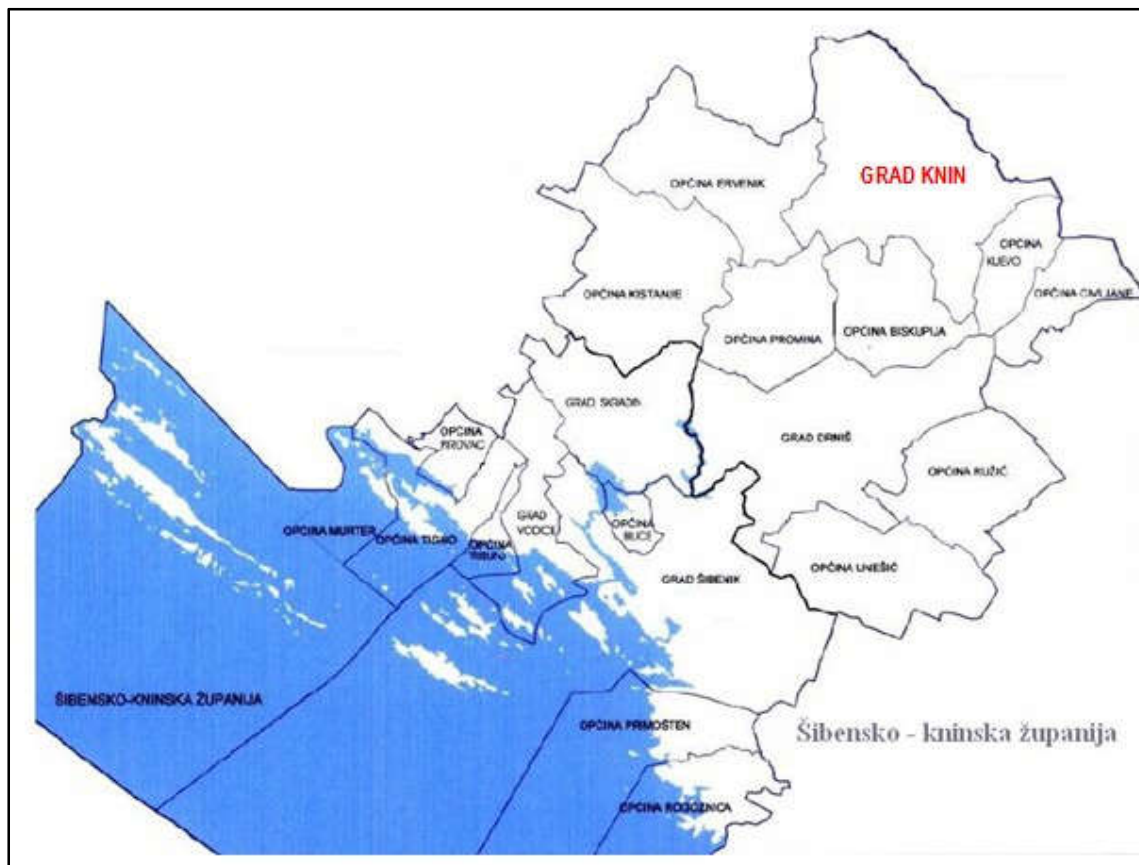 OPĆINA ERVENIK
GRAD KNIN
OPĆINA
KIJEVO
OPĆINA KISTANJE
OPĆINA CIVLJANE
OPĆINA PROMINA
OPĆINA BISKUPIJA
GRAD SKRADIN
OPĆINA
PIROVAC
GRAD DRNIŠ
OPĆINA RUŽIĆ
GRAD
VODICE
OPĆINA
BILICE
OPĆINA MURTER
OPĆINA TISNO
OPĆINA
TRIBUNJ
GRAD ŠIBENIK
OPĆINA UNEŠIĆ
ŠIBENSKO-KNINSKA ŽUPANIJA
OPĆINA PRIMOŠTEN
Šibensko - kninska županija
OPĆINA ROGOZNICA